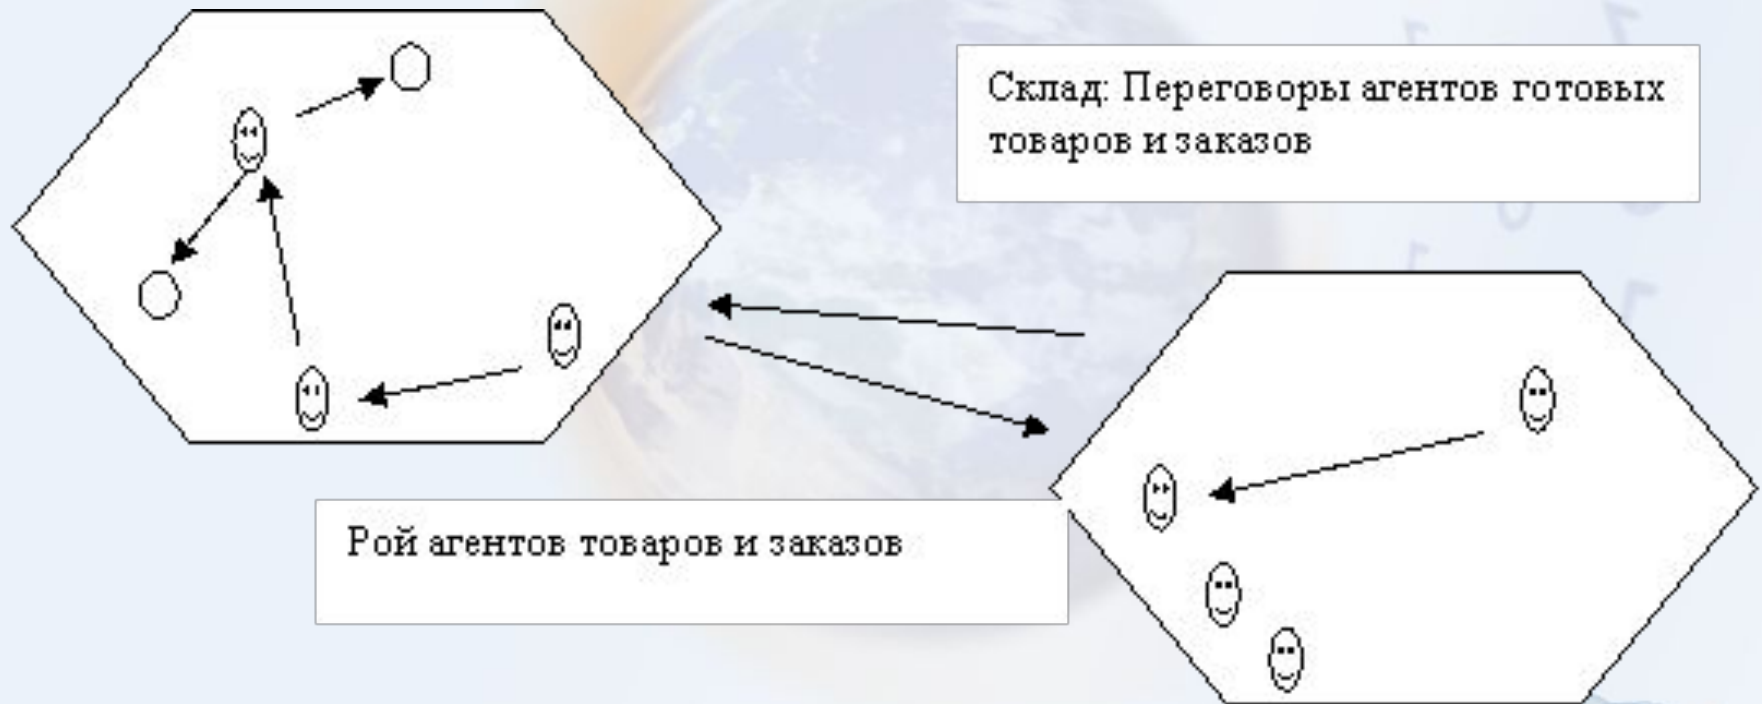 Склад: Переговоры агентов готовых
товаров и заказов
Рой агентов товаров и заказов